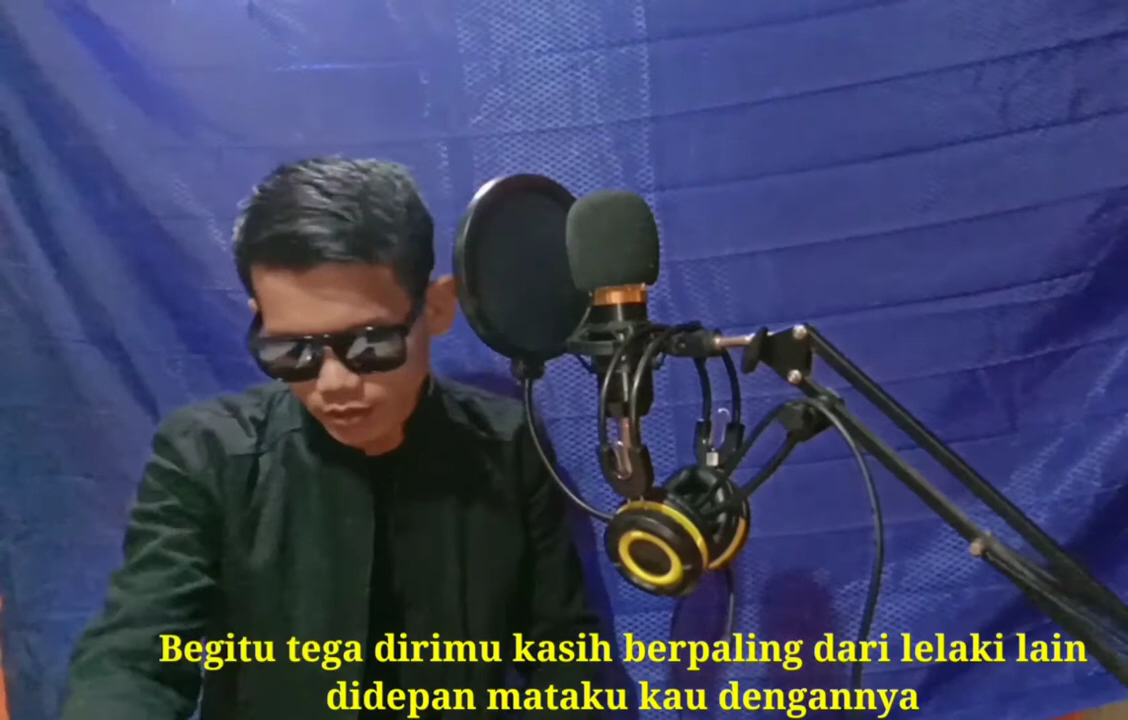 Begitu tega dirimu kasih berpaling dari lelaki lain
didepan mataku kau dengannya